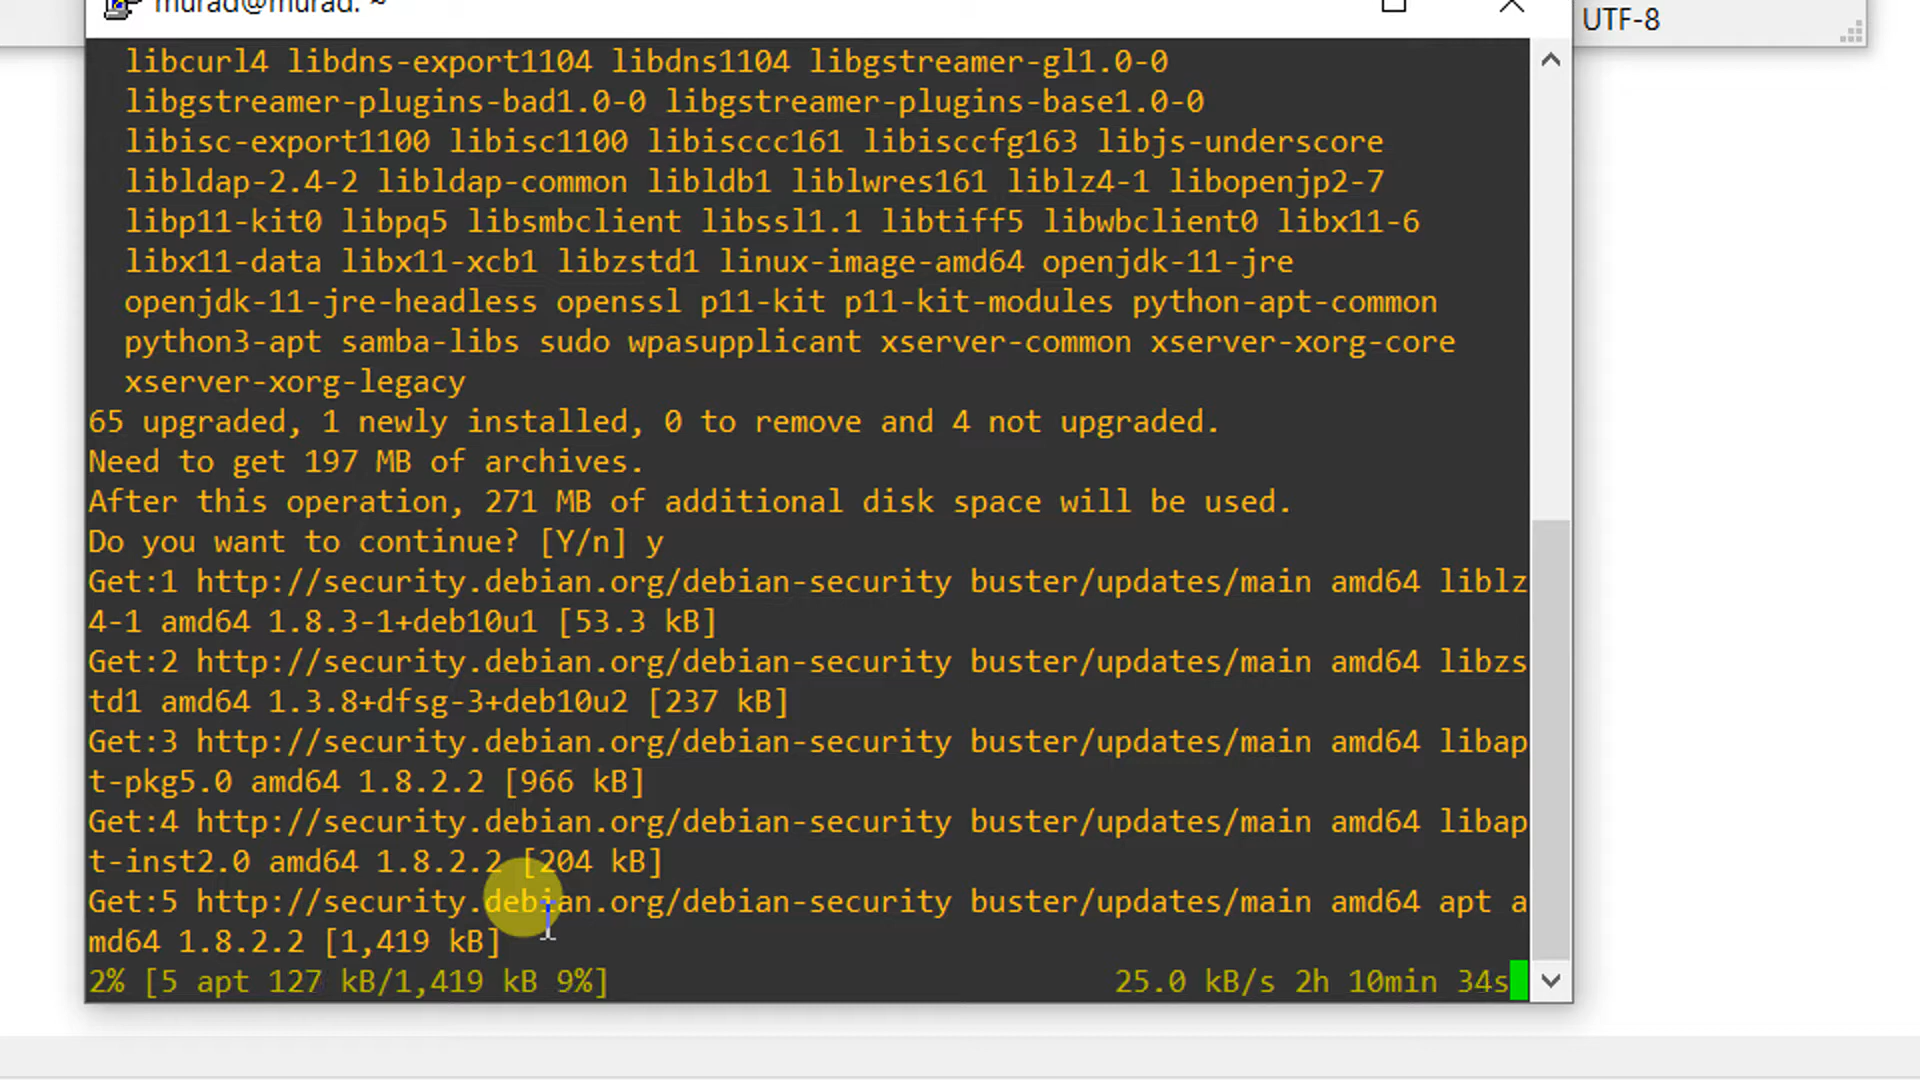 murad@murad: ~
UTF-8
libcurl4 libdns-export1104 libdns1104 libgstreamer-gl1.0-0
libgstreamer-plugins-bad1.0-0 libgstreamer-plugins-base1.0-0
libisc-export1100 libisc1100 libisccc161 libisccfg163 libjs-underscore
libldap-2.4-2 libldap-common libldb1 liblwres161 liblz4-1 libopenjp2-7
libp11-kit0 libpq5 libsmbclient libssl1.1 libtiff5 libwbclient0 libx11-6
libx11-data libx11-xcb1 libzstd1 linux-image-amd64 openjdk-11-jre
openjdk-11-jre-headless openssl p11-kit p11-kit-modules python-apt-common
python3-apt samba-libs sudo wpasupplicant xserver-common xserver-xorg-core
xserver-xorg-legacy
65 upgraded, 1 newly installed, 0 to remove and 4 not upgraded.
Need to get 197 MB of archives.
After this operation, 271 MB of additional disk space will be used.
Do you want to continue? [Y/n] y
Get:1 http://security.debian.org/debian-security buster/updates/main amd64 liblz
4-1 amd64 1.8.3-1+deb10u1 [53.3 kB]
Get:2 http://security.debian.org/debian-security buster/updates/main amd64 libzs
td1 amd64 1.3.8+dfsg-3+deb10u2 [237 kB]
Get:3 http://security.debian.org/debian-security buster/updates/main amd64 libap
t-pkg5.0 amd64 1.8.2.2 [966 kB]
Get:4 http://security.debian.org/debian-security buster/updates/main amd64 libap
t-inst2.0 amd64 1.8.2.2 [204 kB]
Get:5 http://security.debian.org/debian-security buster/updates/main amd64 apt a
md64 1.8.2.2 [1,419 kB]
2% [5 apt 127 kB/1,419 kB 9%] 25.0 kB/s 2h 10min 34s